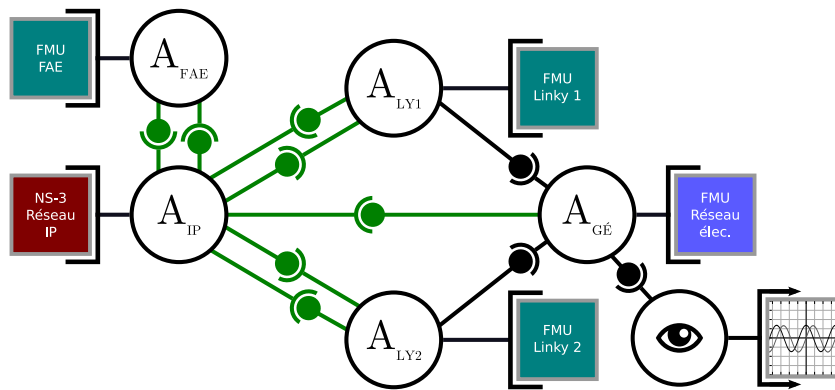 FMU
FAE
A FAE
A LY1
FMU
Linky 1
NS-3
Réseau
IP
A IP
A GÉ
FMU
Réseau
élec.
A LY2
FMU
Linky 2